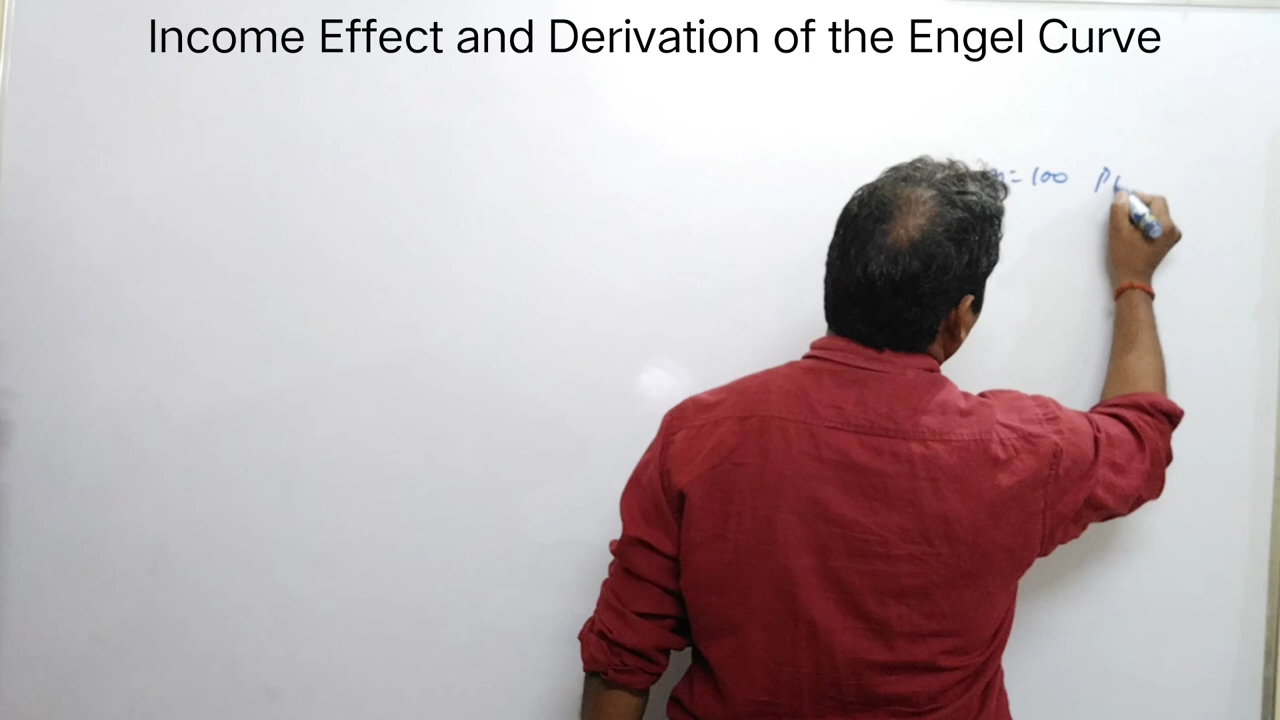 Income Effect and Derivation of the Engel Curve
= 100 P